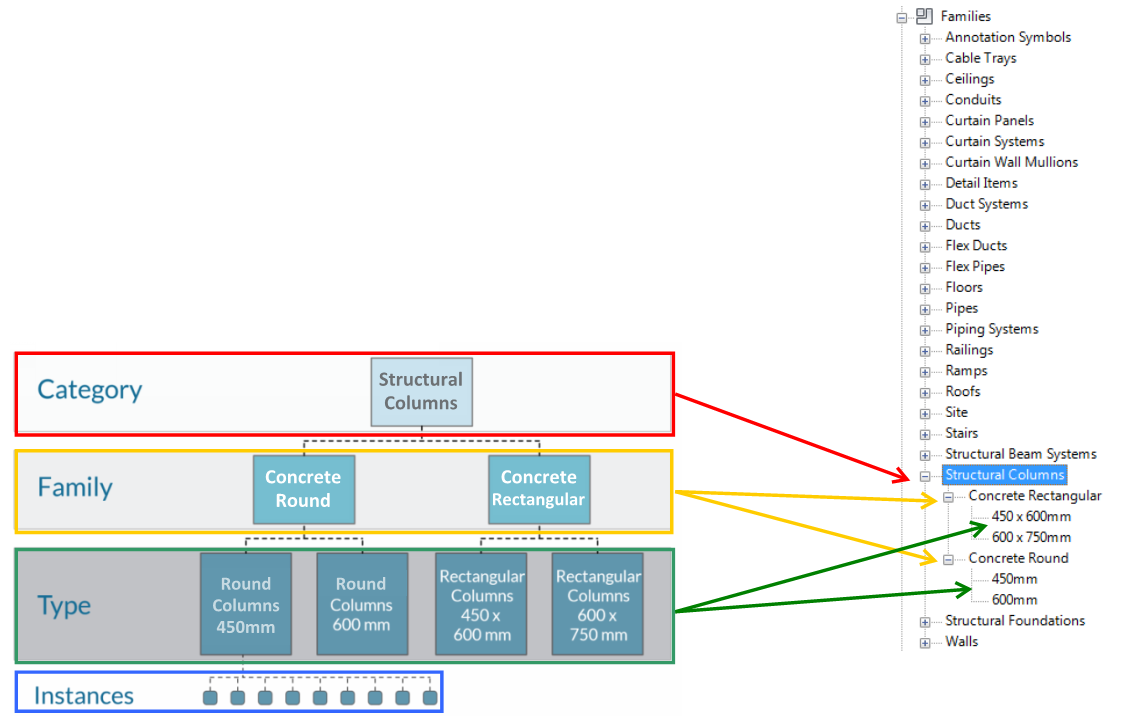 Category
Structural
Columns
Family
Concrete
Round
Concrete
Rectangular
Type
Round
Columns
450mm
Round
Columns
600 mm
Rectangular
Columns
450 x
600 mm
Rectangular
Columns
600 x
750 mm
Instances
Families
Annotation Symbols
Cable Trays
Ceilings
Conduits
Curtain Panels
Curtain Systems
Curtain Wall Mullions
Detail Items
Duct Systems
Ducts
Flex Ducts
Flex Pipes
Floors
Pipes
Piping Systems
Railings
Ramps
Roofs
Site
Stairs
Structural Beam Systems
Structural Columns
Concrete Rectangular
450 x 600mm
600 x 750mm
Concrete Round
450mm
600mm
Structural Foundations
Walls